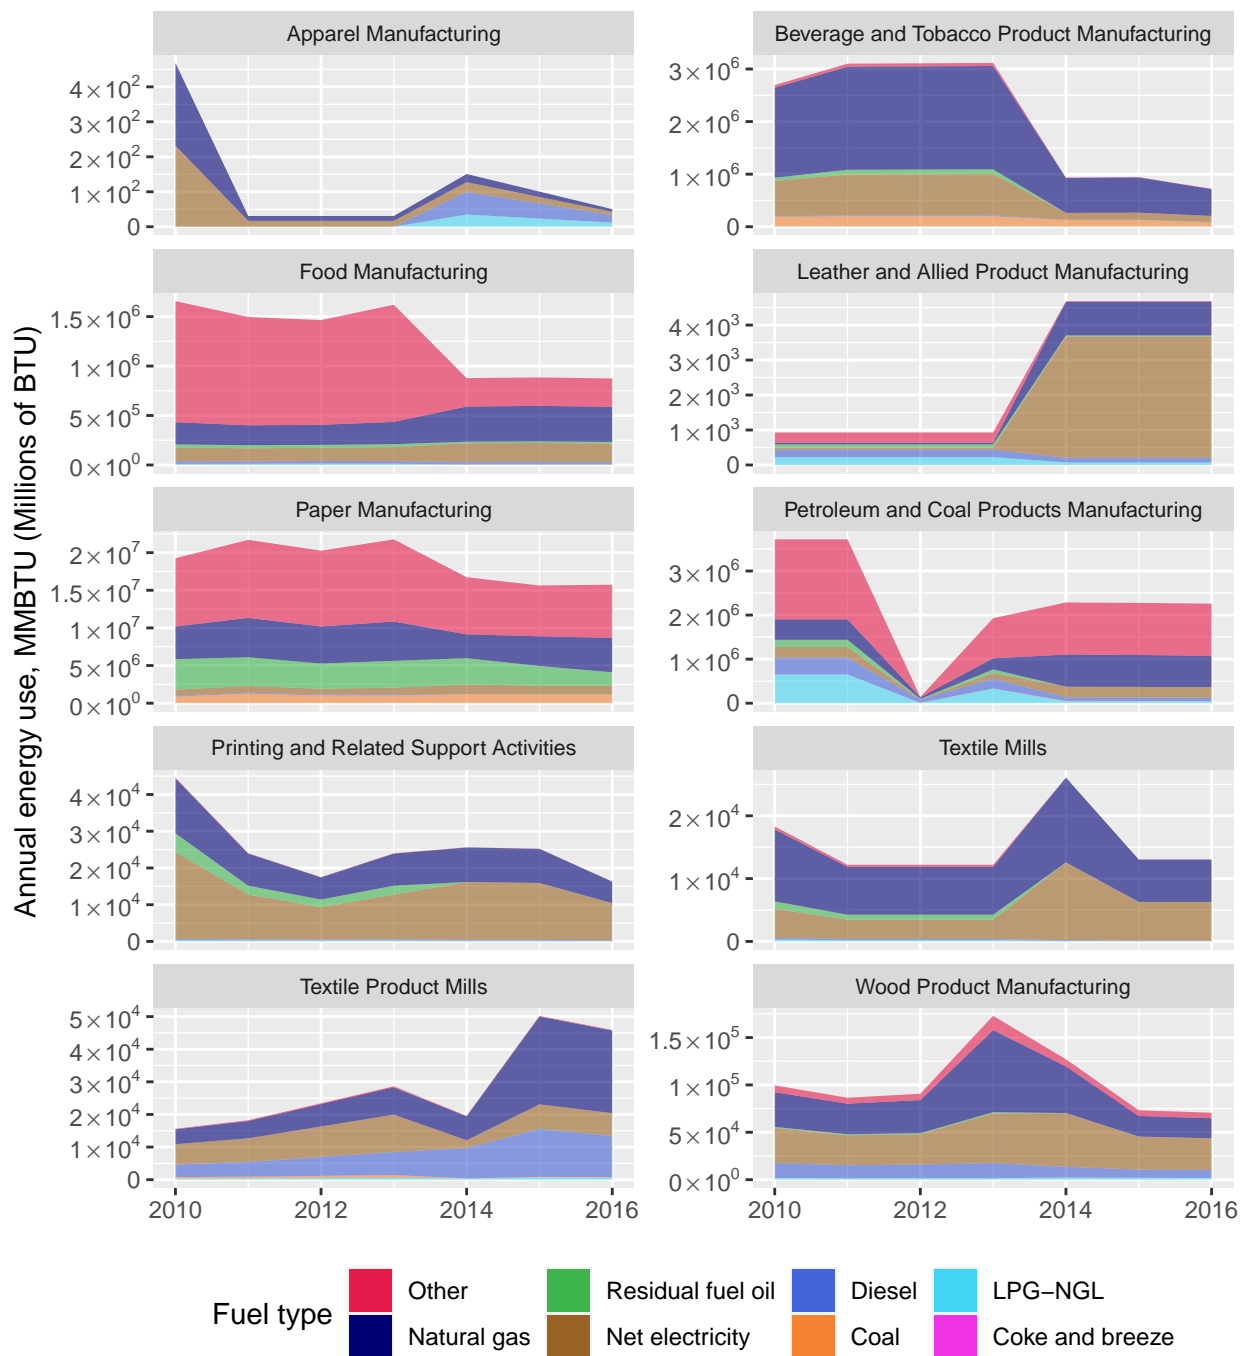 Annual energy use, MMBTU (Millions of BTU)
Apparel Manufacturing
4×10²
3×10²
2×10²
1×10²
0
Beverage and Tobacco Product Manufacturing
3×10⁶
2×10⁶
1×10⁶
0
Food Manufacturing
1.5×10⁶
1×10⁶
5×10⁵
0×10⁰
Leather and Allied Product Manufacturing
4×10³
3×10³
2×10³
1×10³
0
Paper Manufacturing
2×10⁷
1.5×10⁷
1×10⁷
5×10⁶
0×10⁰
Petroleum and Coal Products Manufacturing
3×10⁶
2×10⁶
1×10⁶
0
Printing and Related Support Activities
4×10⁴
3×10⁴
2×10⁴
1×10⁴
0
Textile Mills
2×10⁴
1×10⁴
0
Textile Product Mills
5×10⁴
4×10⁴
3×10⁴
2×10⁴
1×10⁴
0
2010 2012 2014 2016
Wood Product Manufacturing
1.5×10⁵
1×10⁵
5×10⁴
0×10⁰
2010 2012 2014 2016
Fuel type
Other Residual fuel oil Diesel LPG−NGL
Natural gas Net electricity Coal Coke and breeze